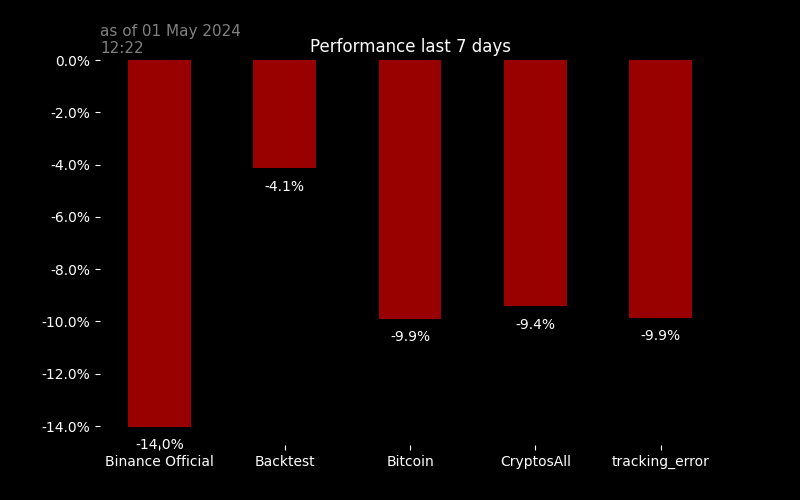 as of 01 May 2024
12:22
Performance last 7 days
0.0%
-2.0%
-4.0%
-6.0%
-8.0%
-10.0%
-12.0%
-14.0%
-14.0%
-4.1%
-9.9%
-9.4%
-9.9%
Binance Official
Backtest
Bitcoin
CryptosAll
tracking_error